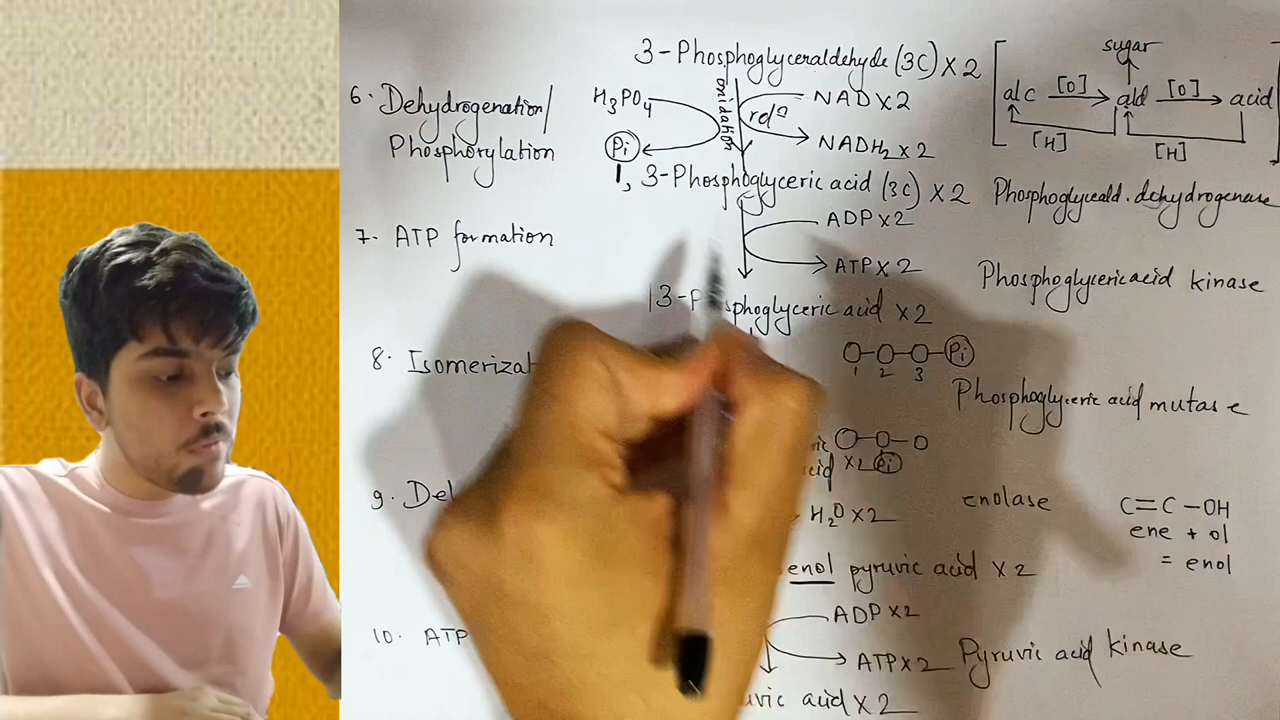 3-Phosphoglyceraldehyde (3C) X 2
sugar
alc [O] ald [O] acid
[H] [H]
6. Dehydrogenation/
Phosphorylation
H3PO4
oxidation
NAD X 2
redⁿ
NADH2 X 2
Pi
1, 3-Phosphoglyceric acid (3C) X 2
Phosphoglycerald. dehydrogenase
7. ATP formation
ADP X 2
ATP X 2
Phosphoglyceric acid kinase
3-Phosphoglyceric acid X 2
8. Isomerizat
Pi
1 2 3
Phosphoglyceric acid mutase
X 2 Pi
9.
H2O X 2
enolase
C=C-OH
ene + ol
= enol
enol pyruvic acid X 2
10. ATP
ADP X 2
ATP X 2
Pyruvic acid kinase
acid X 2